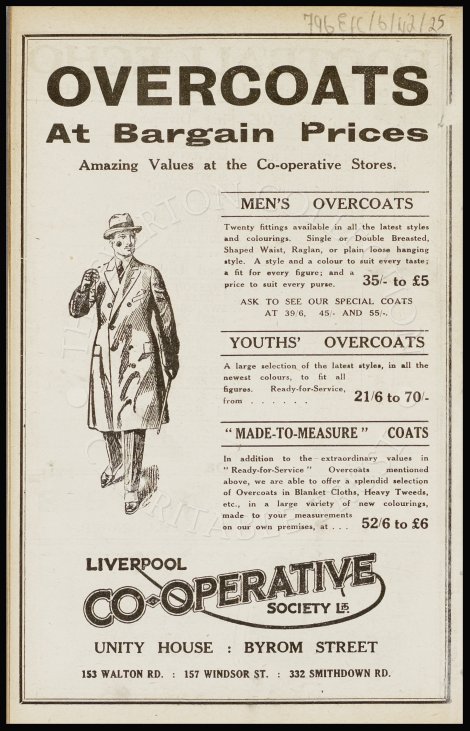 796 EFC/6/42/25
OVERCOATS
At Bargain Prices
Amazing Values at the Co-operative Stores.
MEN'S OVERCOATS
Twenty fittings available in all the latest styles
and colourings. Single or Double Breasted,
Shaped Waist, Raglan, or plain loose hanging
style. A style and a colour to suit every taste;
a fit for every figure; and a
price to suit every purse. 35/- to £5
ASK TO SEE OUR SPECIAL COATS
AT 39/6, 45/- AND 55/-.
YOUTHS' OVERCOATS
A large selection of the latest styles, in all the
newest colours, to fit all
figures. Ready-for-Service,
from . . . . . . 21/6 to 70/-
"MADE-TO-MEASURE" COATS
In addition to the extraordinary values in
"Ready-for-Service" Overcoats mentioned
above, we are able to offer a splendid selection
of Overcoats in Blanket Cloths, Heavy Tweeds,
etc., in a large variety of new colourings,
made to your measurements
on our own premises, at . . . 52/6 to £6
LIVERPOOL
CO-OPERATIVE
SOCIETY LTD
UNITY HOUSE : BYROM STREET
153 WALTON RD. : 157 WINDSOR ST. : 332 SMITHDOWN RD.